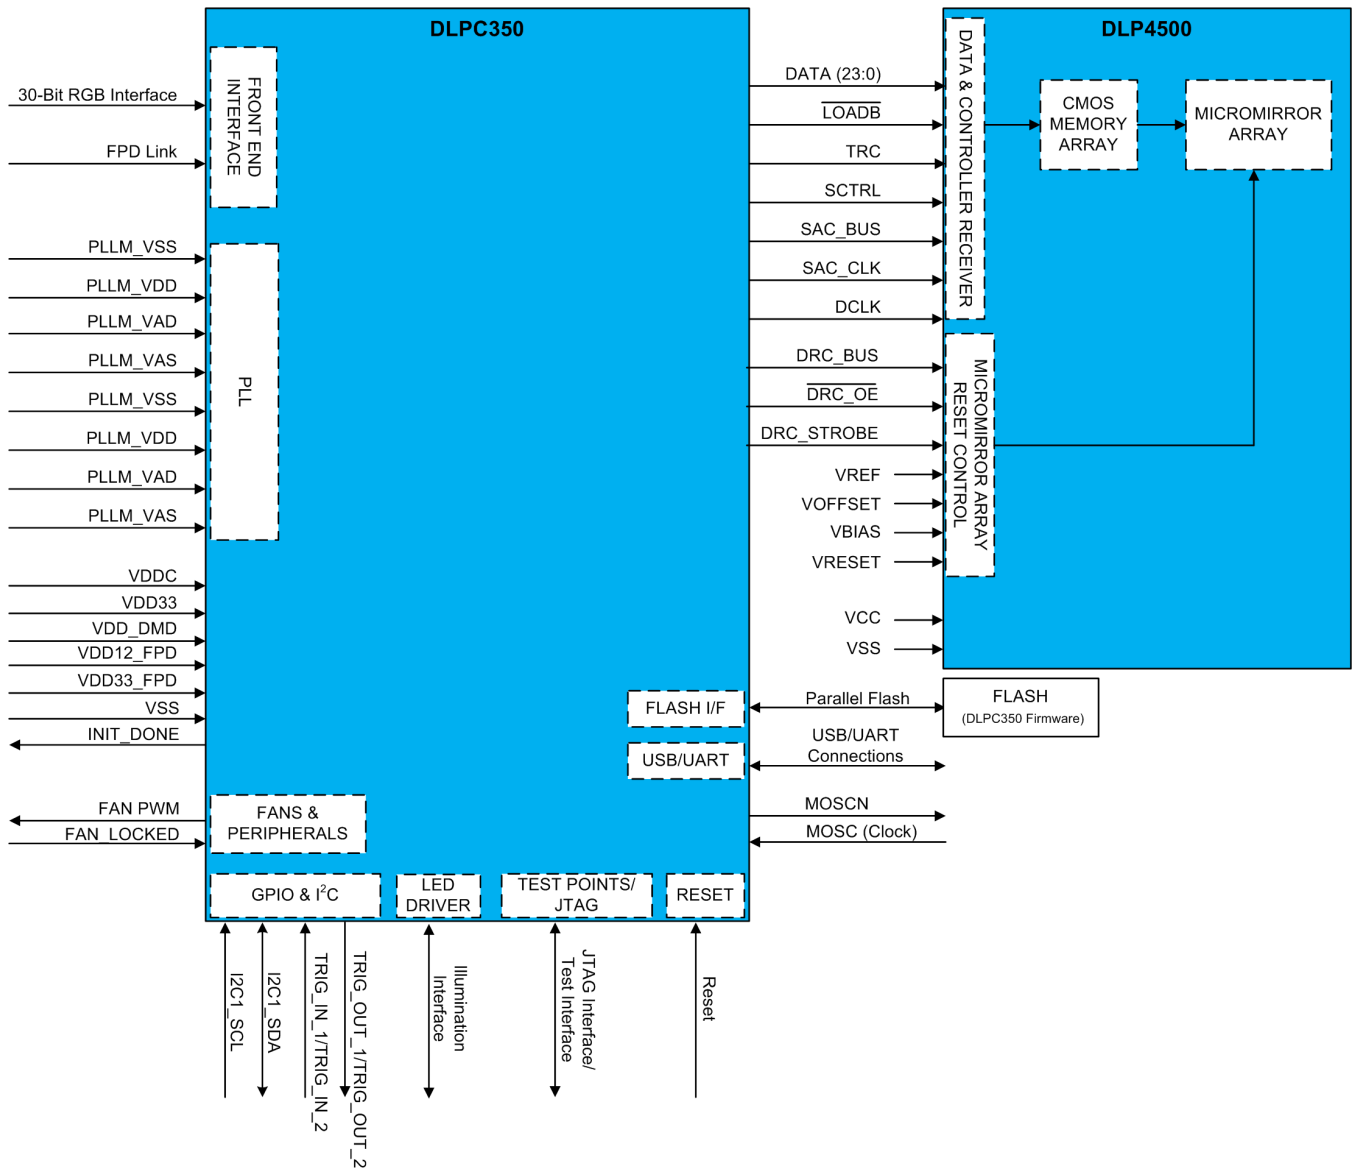 DLPC350
30-Bit RGB Interface
FPD Link
FRONT END
INTERFACE
PLLM_VSS
PLLM_VDD
PLLM_VAD
PLLM_VAS
PLLM_VSS
PLLM_VDD
PLLM_VAD
PLLM_VAS
PLL
VDDC
VDD33
VDD_DMD
VDD12_FPD
VDD33_FPD
VSS
INIT_DONE
FAN PWM
FAN_LOCKED
FANS &
PERIPHERALS
GPIO & I²C
LED
DRIVER
TEST POINTS/
JTAG
RESET
FLASH I/F
USB/UART
I2C1_SCL
I2C1_SDA
TRIG_IN_1/TRIG_IN_2
TRIG_OUT_1/TRIG_OUT_2
Illumination
Interface
JTAG Interface/
Test Interface
Reset
DATA (23:0)
LOADB
TRC
SCTRL
SAC_BUS
SAC_CLK
DCLK
DRC_BUS
DRC_OE
DRC_STROBE
VREF
VOFFSET
VBIAS
VRESET
VCC
VSS
Parallel Flash
USB/UART
Connections
MOSCN
MOSC (Clock)
DLP4500
DATA & CONTROLLER RECEIVER
CMOS
MEMORY
ARRAY
MICROMIRROR
ARRAY
MICROMIRROR ARRAY
RESET CONTROL
FLASH
(DLPC350 Firmware)